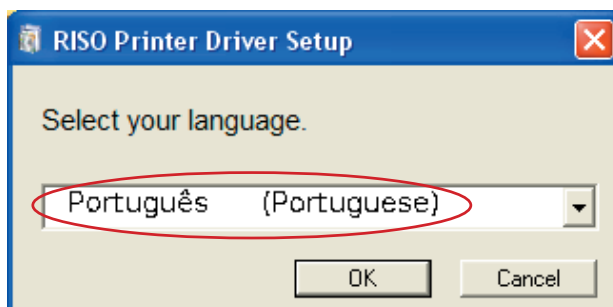 RISO Printer Driver Setup
Select your language.
Português (Portuguese)
OK Cancel